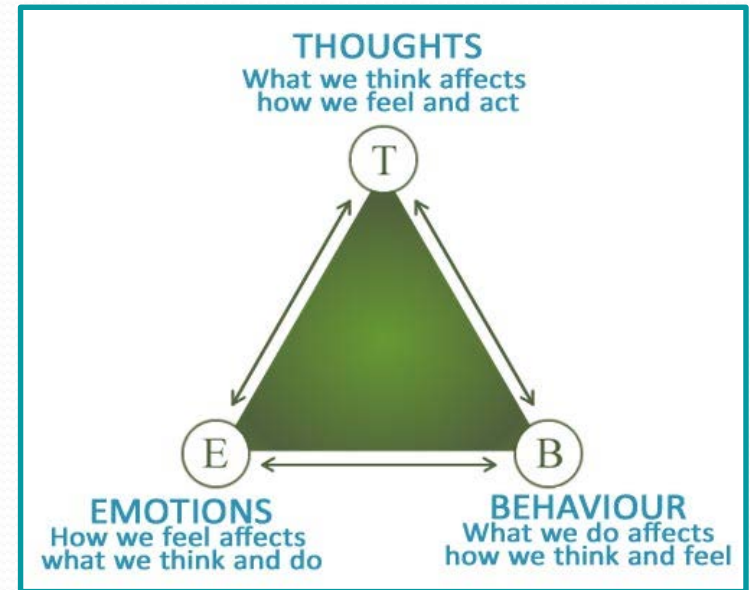 THOUGHTS
What we think affects
how we feel and act
T
E
B
EMOTIONS
How we feel affects
what we think and do
BEHAVIOUR
What we do affects
how we think and feel